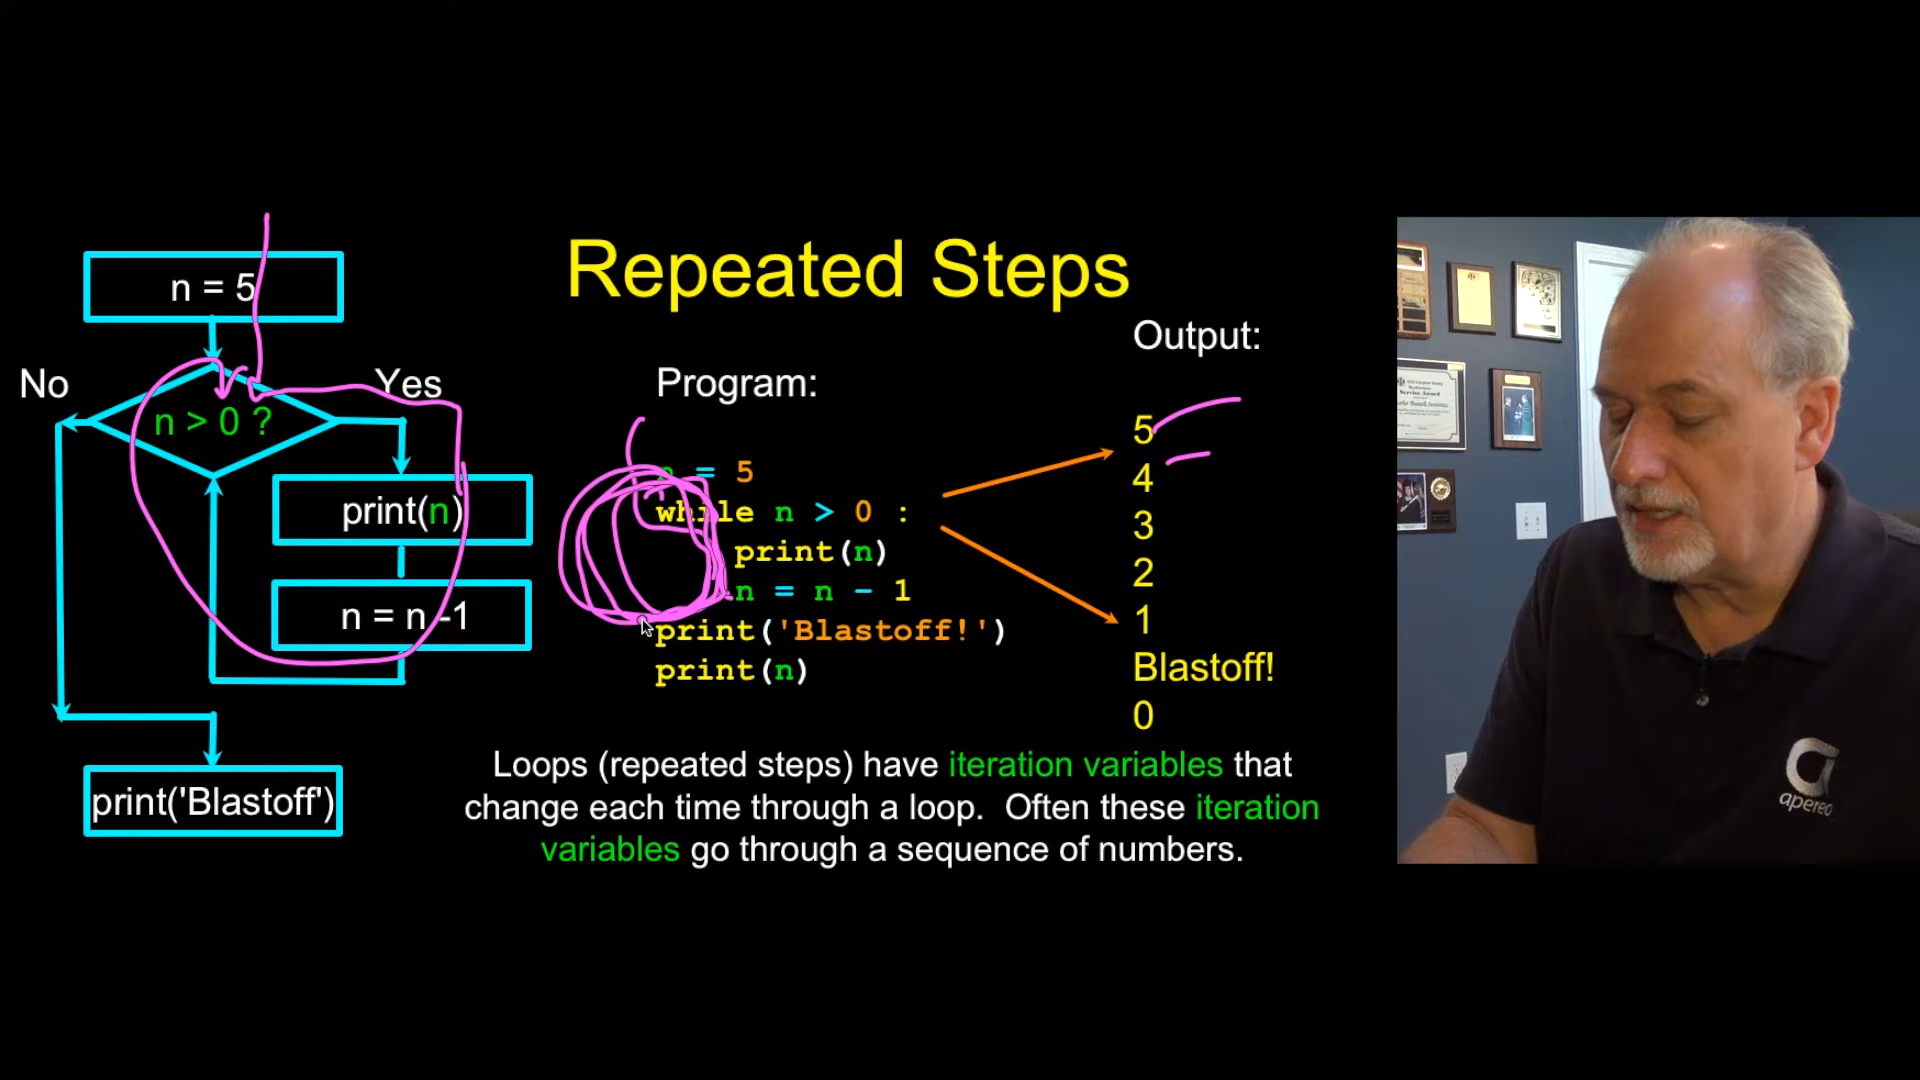 Repeated Steps
n = 5
No
Yes
n > 0 ?
print(n)
n = n -1
print('Blastoff')
Program:
n = 5
while n > 0 :
print(n)
n = n - 1
print('Blastoff!')
print(n)
Output:
5
4
3
2
1
Blastoff!
0
Loops (repeated steps) have iteration variables that
change each time through a loop.  Often these iteration
variables go through a sequence of numbers.
apereo